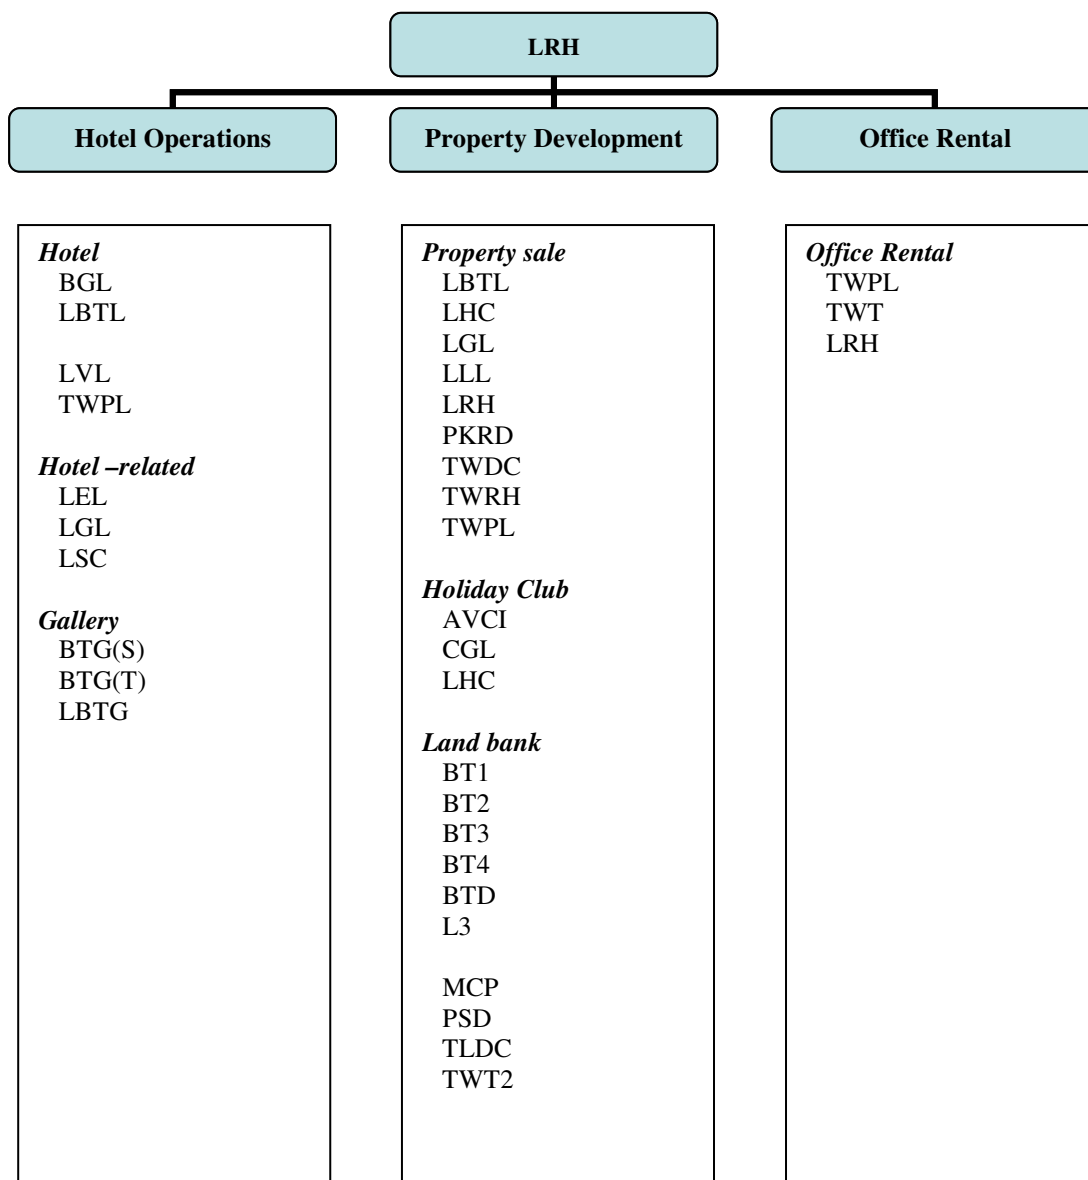 LRH
Hotel Operations
Property Development
Office Rental
Hotel
BGL
LBTL
LVL
TWPL
Hotel –related
LEL
LGL
LSC
Gallery
BTG(S)
BTG(T)
LBTG
Property sale
LBTL
LHC
LGL
LLL
LRH
PKRD
TWDC
TWRH
TWPL
Holiday Club
AVCI
CGL
LHC
Land bank
BT1
BT2
BT3
BT4
BTD
L3
MCP
PSD
TLDC
TWT2
Office Rental
TWPL
TWT
LRH